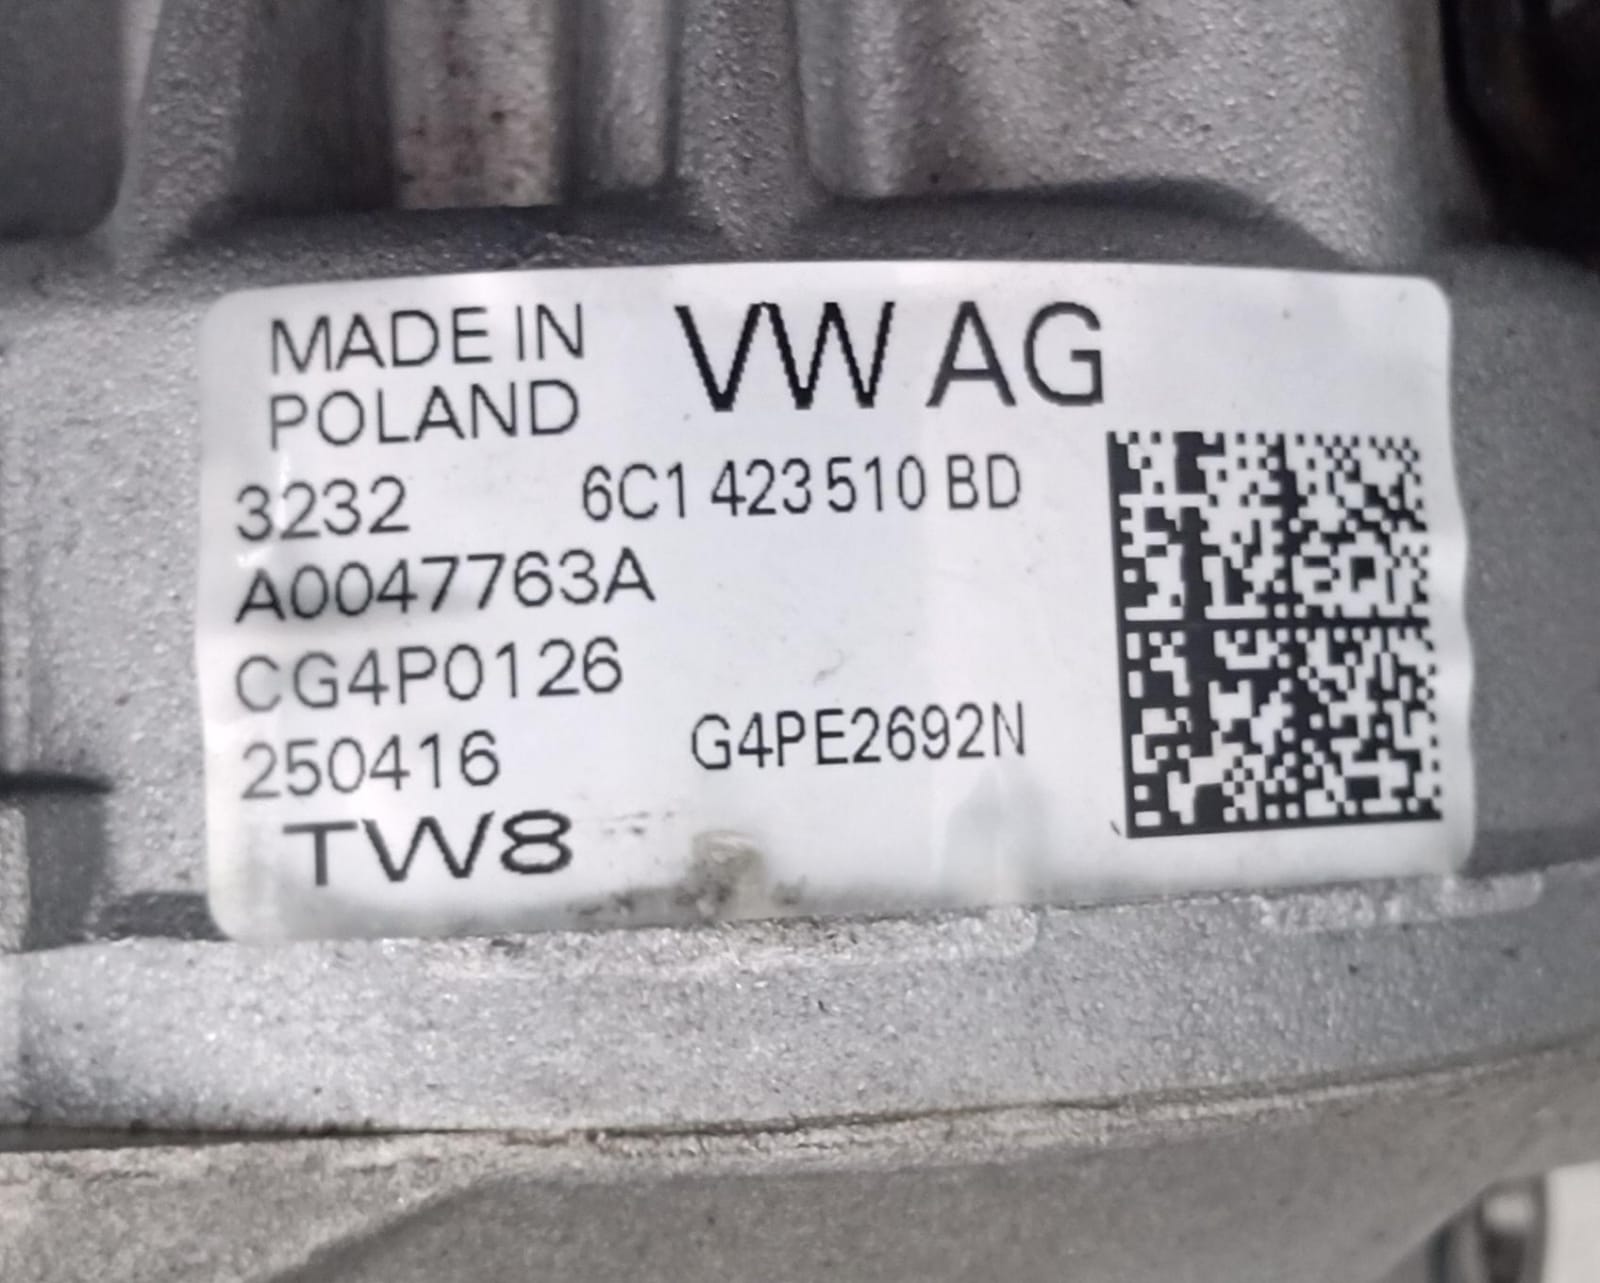 MADE IN
POLAND
VW AG
3232 6C1 423 510 BD
A0047763A
CG4P0126
250416 G4PE2692N
TW8